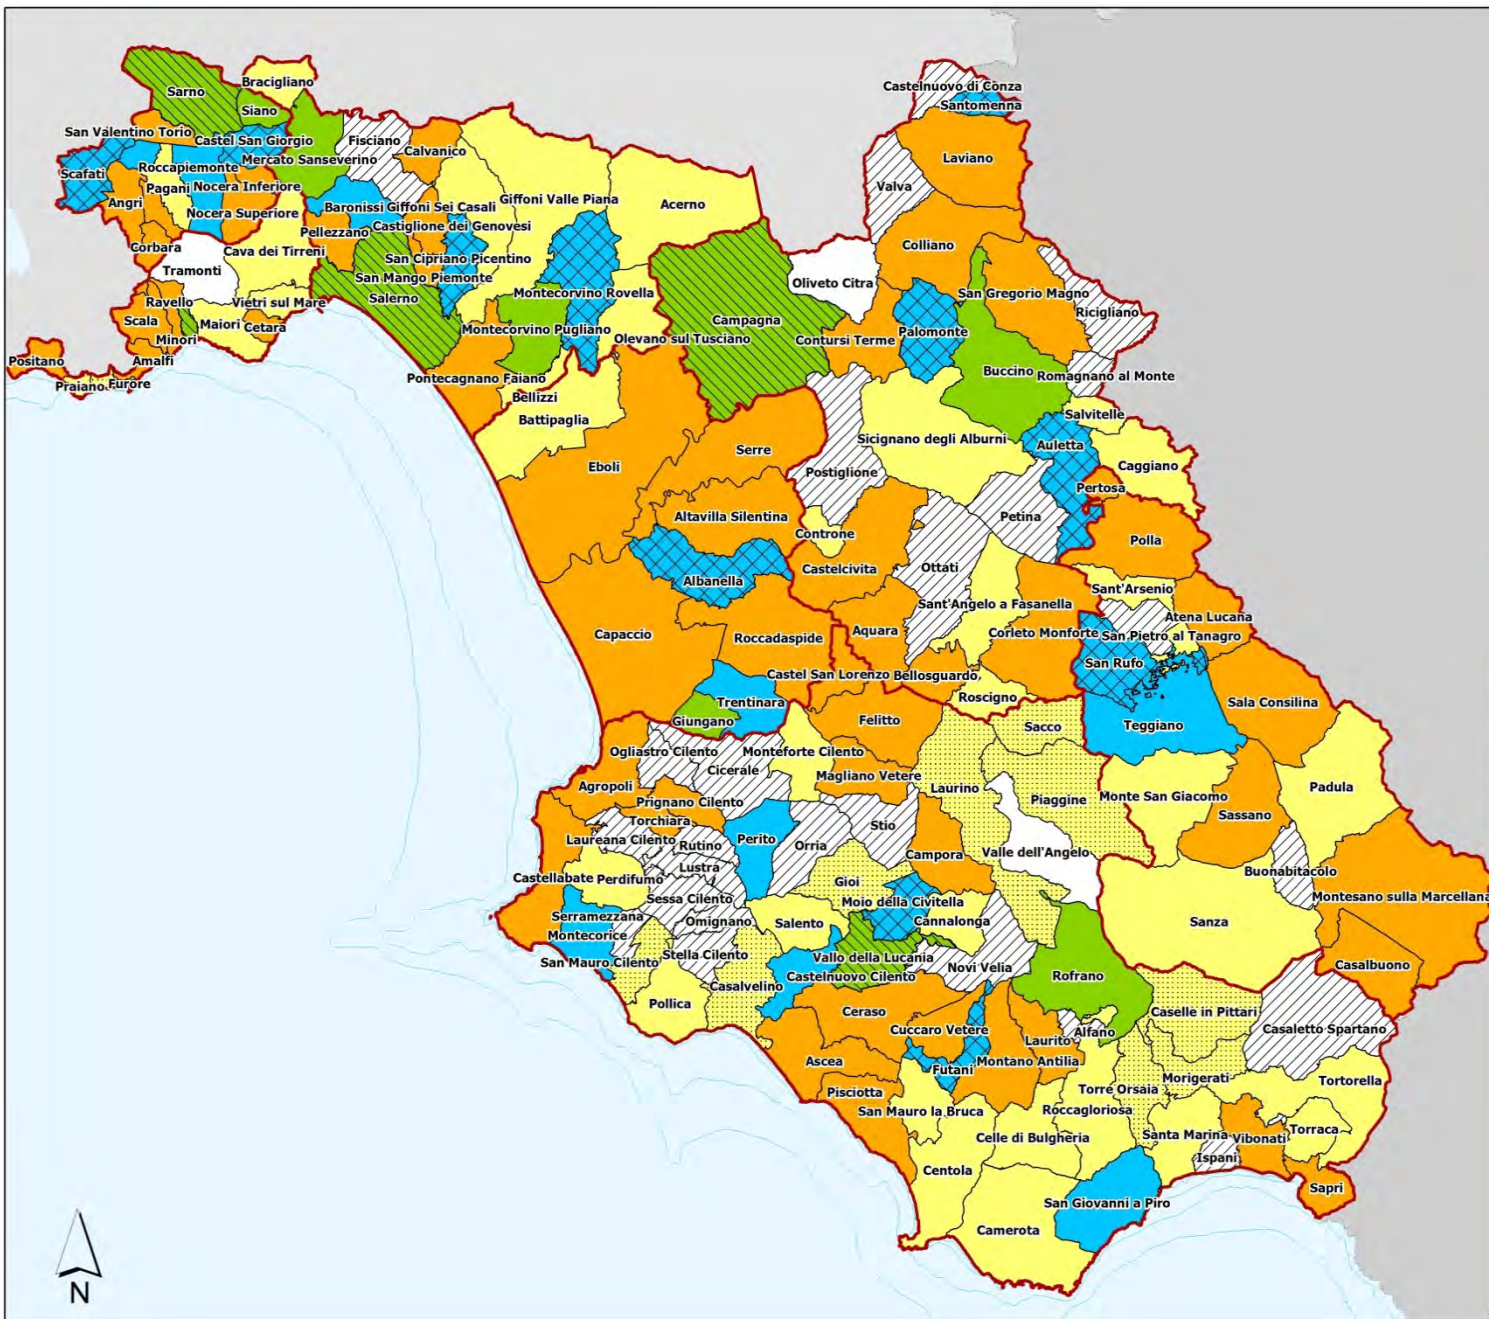 Bracigliano
Castelnuovo di Conza
Sarno
Santomenna
Siano
San Valentino Torio
Castel San Giorgio
Fisciano
Calvanico
Laviano
Mercato Sanseverino
Roccapiemonte
Scafati
Valva
Pagani
Nocera Inferiore
Angri
Giffoni Valle Piana
Acerno
Baronissi
Giffoni Sei Casali
Nocera Superiore
Castiglione dei Genovesi
Pellezzano
Corbara
Cava dei Tirreni
Colliano
San Cipriano Picentino
Tramonti
San Mango Piemonte
Oliveto Citra
Ravello
Vietri sul Mare
Salerno
Montecorvino Rovella
San Gregorio Magno
Ricigliano
Scala
Maiori
Cetara
Campagna
Montecorvino Pugliano
Palomonte
Minori
Olevano sul Tusciano
Contursi Terme
Positano
Amalfi
Buccino
Romagnano al Monte
Praiano
Furore
Pontecagnano Faiano
Bellizzi
Battipaglia
Salvitelle
Sicignano degli Alburni
Auletta
Serre
Caggiano
Eboli
Postiglione
Pertosa
Altavilla Silentina
Petina
Controne
Polla
Castelcivita
Ottati
Albanella
Sant'Arsenio
Sant'Angelo a Fasanella
Atena Lucana
Capaccio
Roccadaspide
Aquara
Corleto Monforte
San Pietro al Tanagro
San Rufo
Castel San Lorenzo
Bellosguardo
Roscigno
Trentinara
Sala Consilina
Giungano
Felitto
Sacco
Teggiano
Ogliastro Cilento
Monteforte Cilento
Cicerale
Magliano Vetere
Agropoli
Laurino
Piaggine
Monte San Giacomo
Padula
Prignano Cilento
Torchiara
Stio
Sassano
Laureana Cilento
Rutino
Perito
Orria
Campora
Valle dell'Angelo
Lustra
Buonabitacolo
Castellabate
Perdifumo
Gioi
Sessa Cilento
Montesano sulla Marcellana
Serramezzana
Omignano
Moio della Civitella
Salento
Cannalonga
Sanza
Montecorice
Stella Cilento
Vallo della Lucania
San Mauro Cilento
Novi Velia
Casalbuono
Castelnuovo Cilento
Rofrano
Casalvelino
Pollica
Ceraso
Caselle in Pittari
Cuccaro Vetere
Alfano
Casaletto Spartano
Laurito
Ascea
Montano Antilia
Futani
Morigerati
Pisciotta
Torre Orsaia
Tortorella
San Mauro la Bruca
Roccagloriosa
Torraca
Celle di Bulgheria
Santa Marina
Vibonati
Ispani
Centola
Sapri
San Giovanni a Piro
Camerota
N